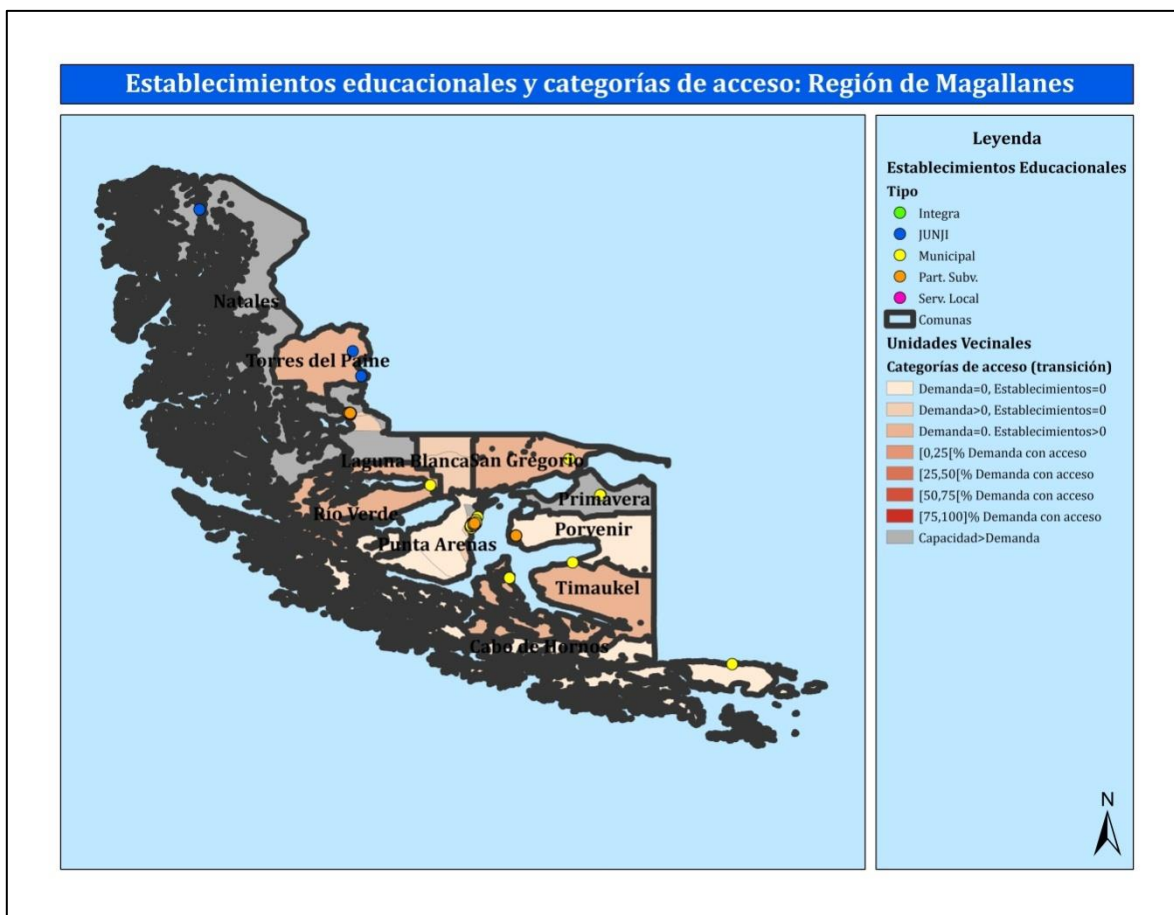 Establecimientos educacionales y categorías de acceso: Región de Magallanes
Natales
Torres del Paine
Laguna Blanca
San Gregorio
Primavera
Río Verde
Porvenir
Punta Arenas
Timaukel
Cabo de Hornos
Leyenda
Establecimientos Educacionales
Tipo
Integra
JUNJI
Municipal
Part. Subv.
Serv. Local
Comunas
Unidades Vecinales
Categorías de acceso (transición)
Demanda=0, Establecimientos=0
Demanda>0, Establecimientos=0
Demanda=0. Establecimientos>0
[0,25[% Demanda con acceso
[25,50[% Demanda con acceso
[50,75[% Demanda con acceso
[75,100]% Demanda con acceso
Capacidad>Demanda
N